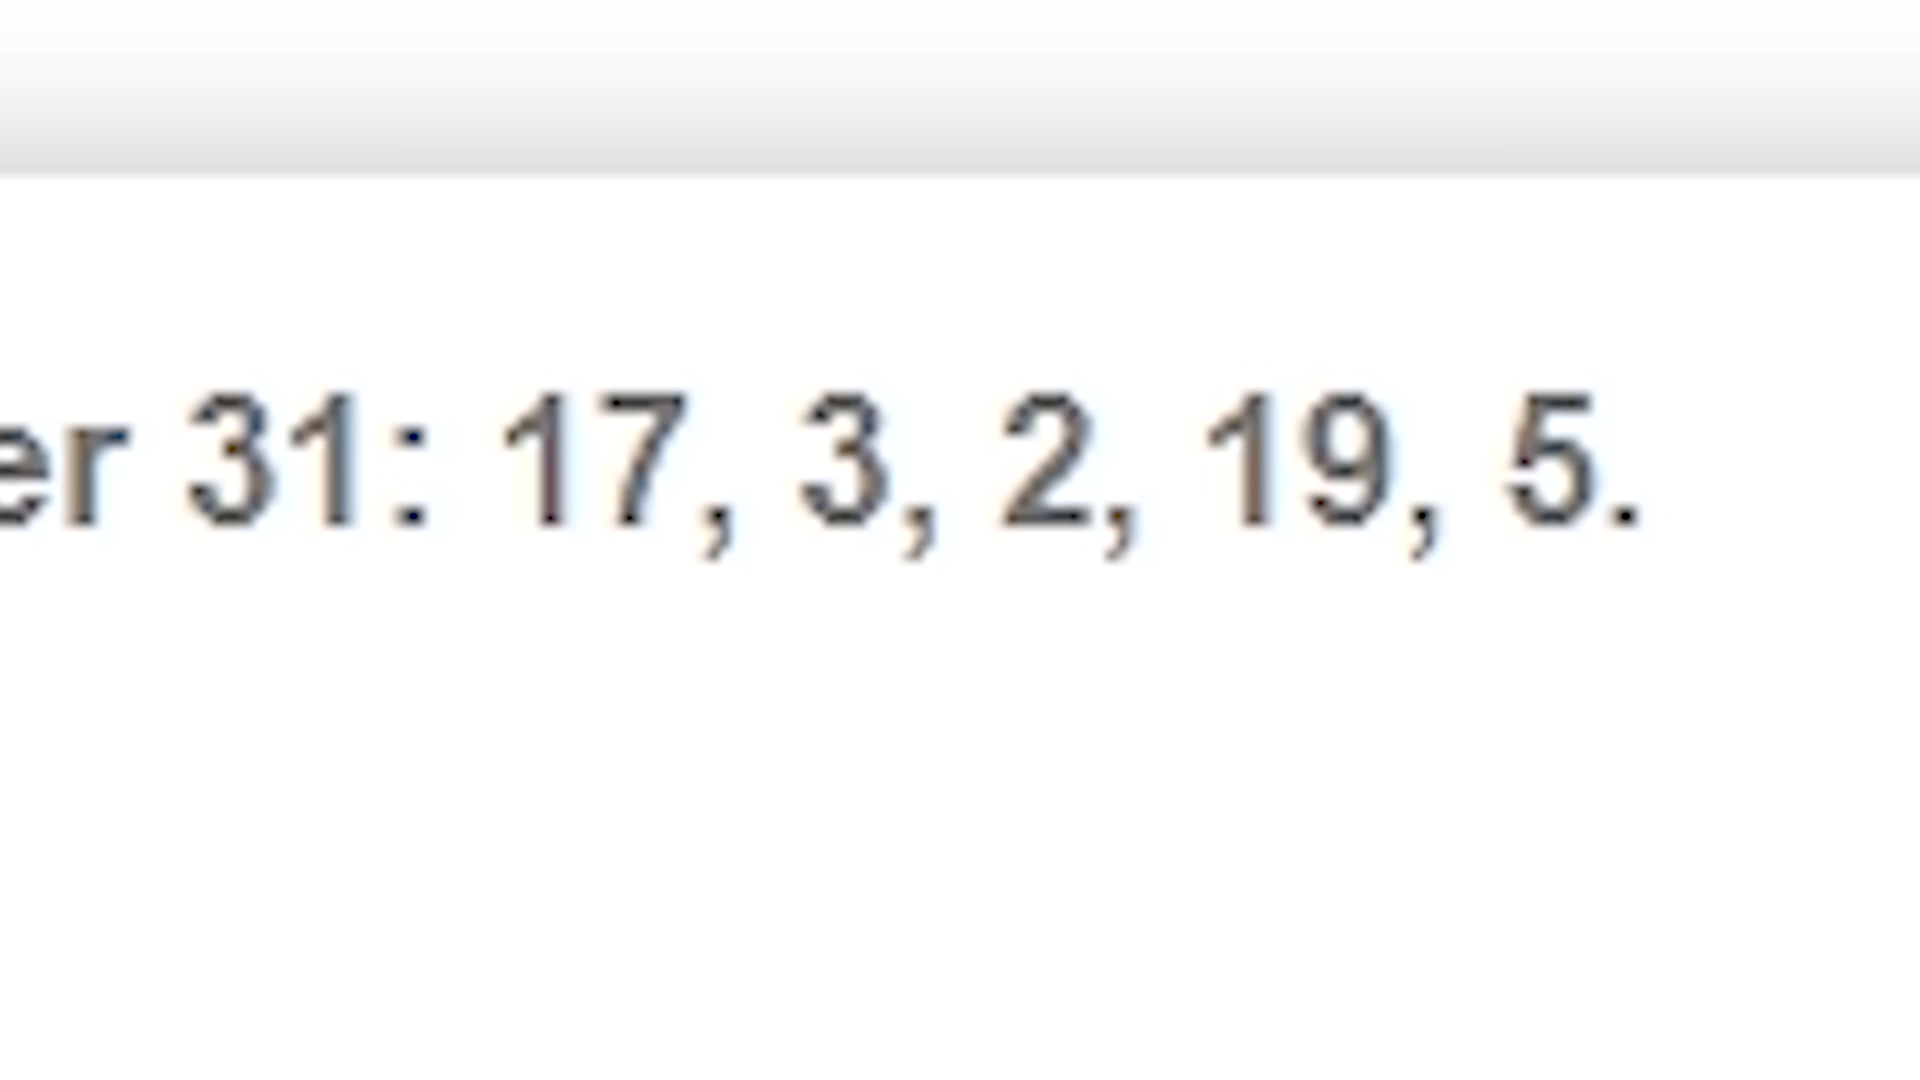 er 31: 17, 3, 2, 19, 5.